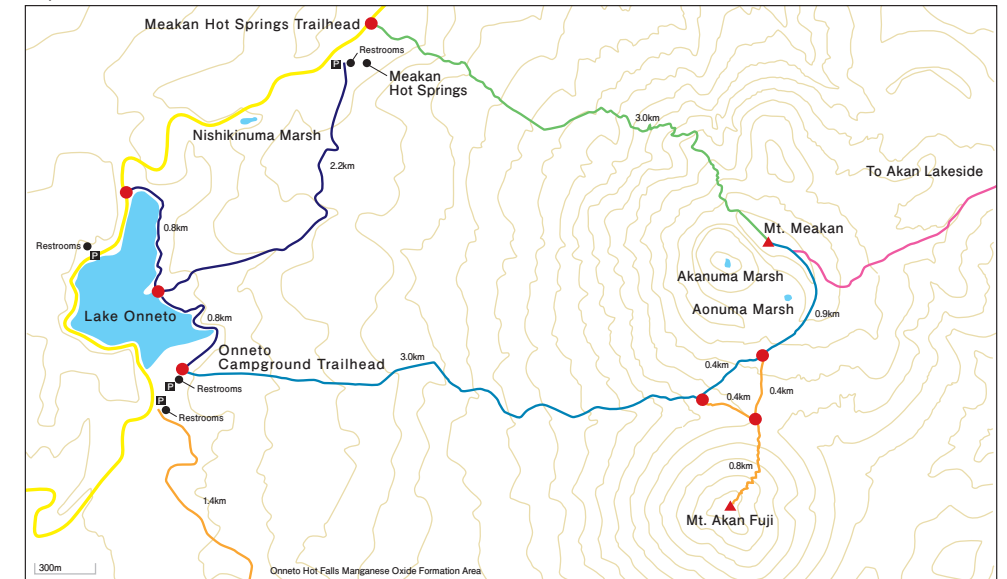 Meakan Hot Springs Trailhead
Restrooms
P
Meakan
Hot Springs
3.0km
Nishikinuma Marsh
2.2km
To Akan Lakeside
0.8km
Mt. Meakan
Restrooms
P
Akanuma Marsh
Aonuma Marsh
0.9km
Lake Onneto
0.8km
Onneto
Campground Trailhead
3.0km
0.4km
P
Restrooms
0.4km
0.4km
P
Restrooms
0.8km
1.4km
Mt. Akan Fuji
300m
Onneto Hot Falls Manganese Oxide Formation Area